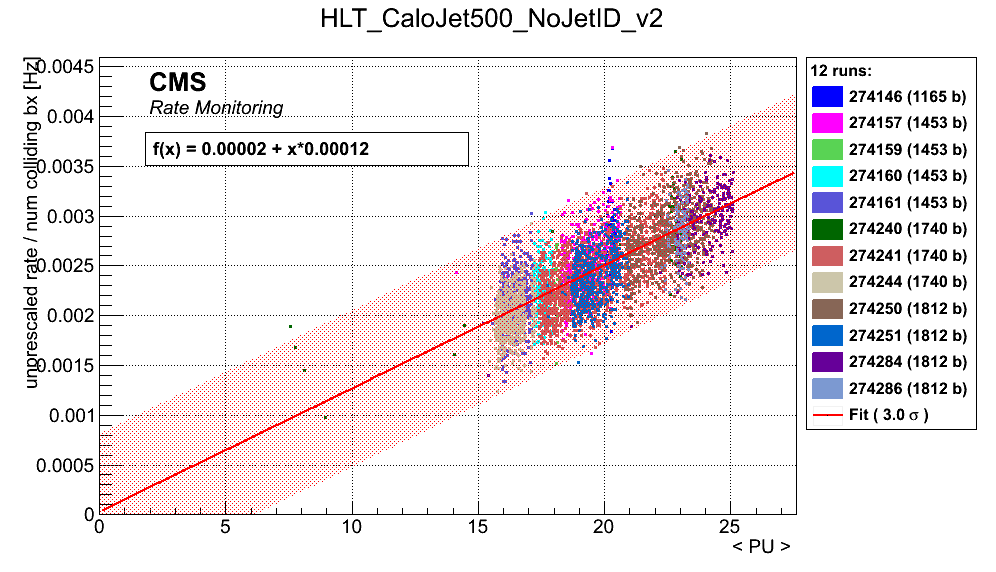 HLT_CaloJet500_NoJetID_v2
unprescaled rate / num colliding bx [Hz]
0.0045
0.004
0.0035
0.003
0.0025
0.002
0.0015
0.001
0.0005
0
CMS
Rate Monitoring
f(x) = 0.00002 + x*0.00012
0 5 10 15 20 25
< PU >
12 runs:
274146 (1165 b)
274157 (1453 b)
274159 (1453 b)
274160 (1453 b)
274161 (1453 b)
274240 (1740 b)
274241 (1740 b)
274244 (1740 b)
274250 (1812 b)
274251 (1812 b)
274284 (1812 b)
274286 (1812 b)
Fit ( 3.0 σ )